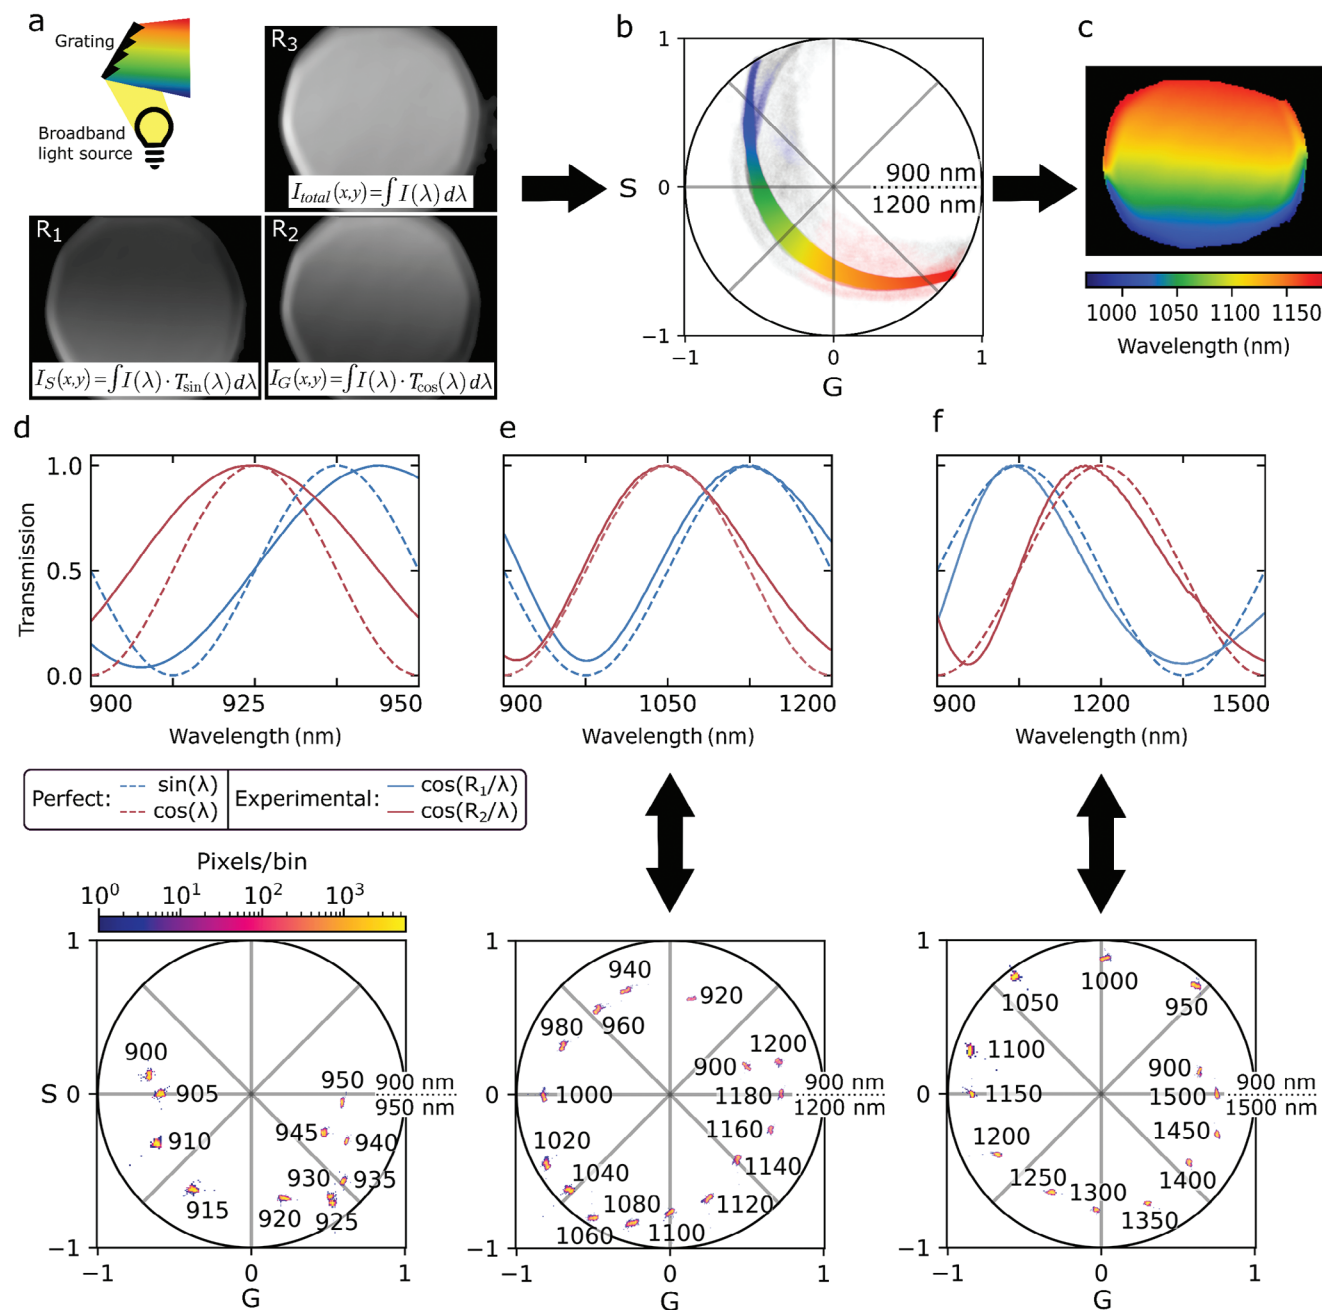 a
Grating
Broadband
light source
R3
I_total(x,y)=∫I(λ)dλ
R1
I_S(x,y)=∫I(λ)·T_sin(λ)dλ
R2
I_G(x,y)=∫I(λ)·T_cos(λ)dλ
b
1
S
0
−1
900 nm
1200 nm
−1
0
1
G
c
1000
1050
1100
1150
Wavelength (nm)
d
Transmission
1.0
0.5
0.0
900
925
950
Wavelength (nm)
e
900
1050
1200
Wavelength (nm)
f
900
1200
1500
Wavelength (nm)
Perfect:
sin(λ)
cos(λ)
Experimental:
cos(R1/λ)
cos(R2/λ)
Pixels/bin
10^0
10^1
10^2
10^3
1
S
0
−1
900
905
910
915
920
925
930
935
940
945
950
900 nm
950 nm
−1
0
1
G
1
0
−1
940
920
960
980
900
1200
1000
1180
1160
1020
1040
1140
1080
1120
1060
1100
900 nm
1200 nm
−1
0
1
G
1
0
−1
1050
1000
950
1100
900
1150
1500
1450
1200
1250
1300
1400
1350
900 nm
1500 nm
−1
0
1
G